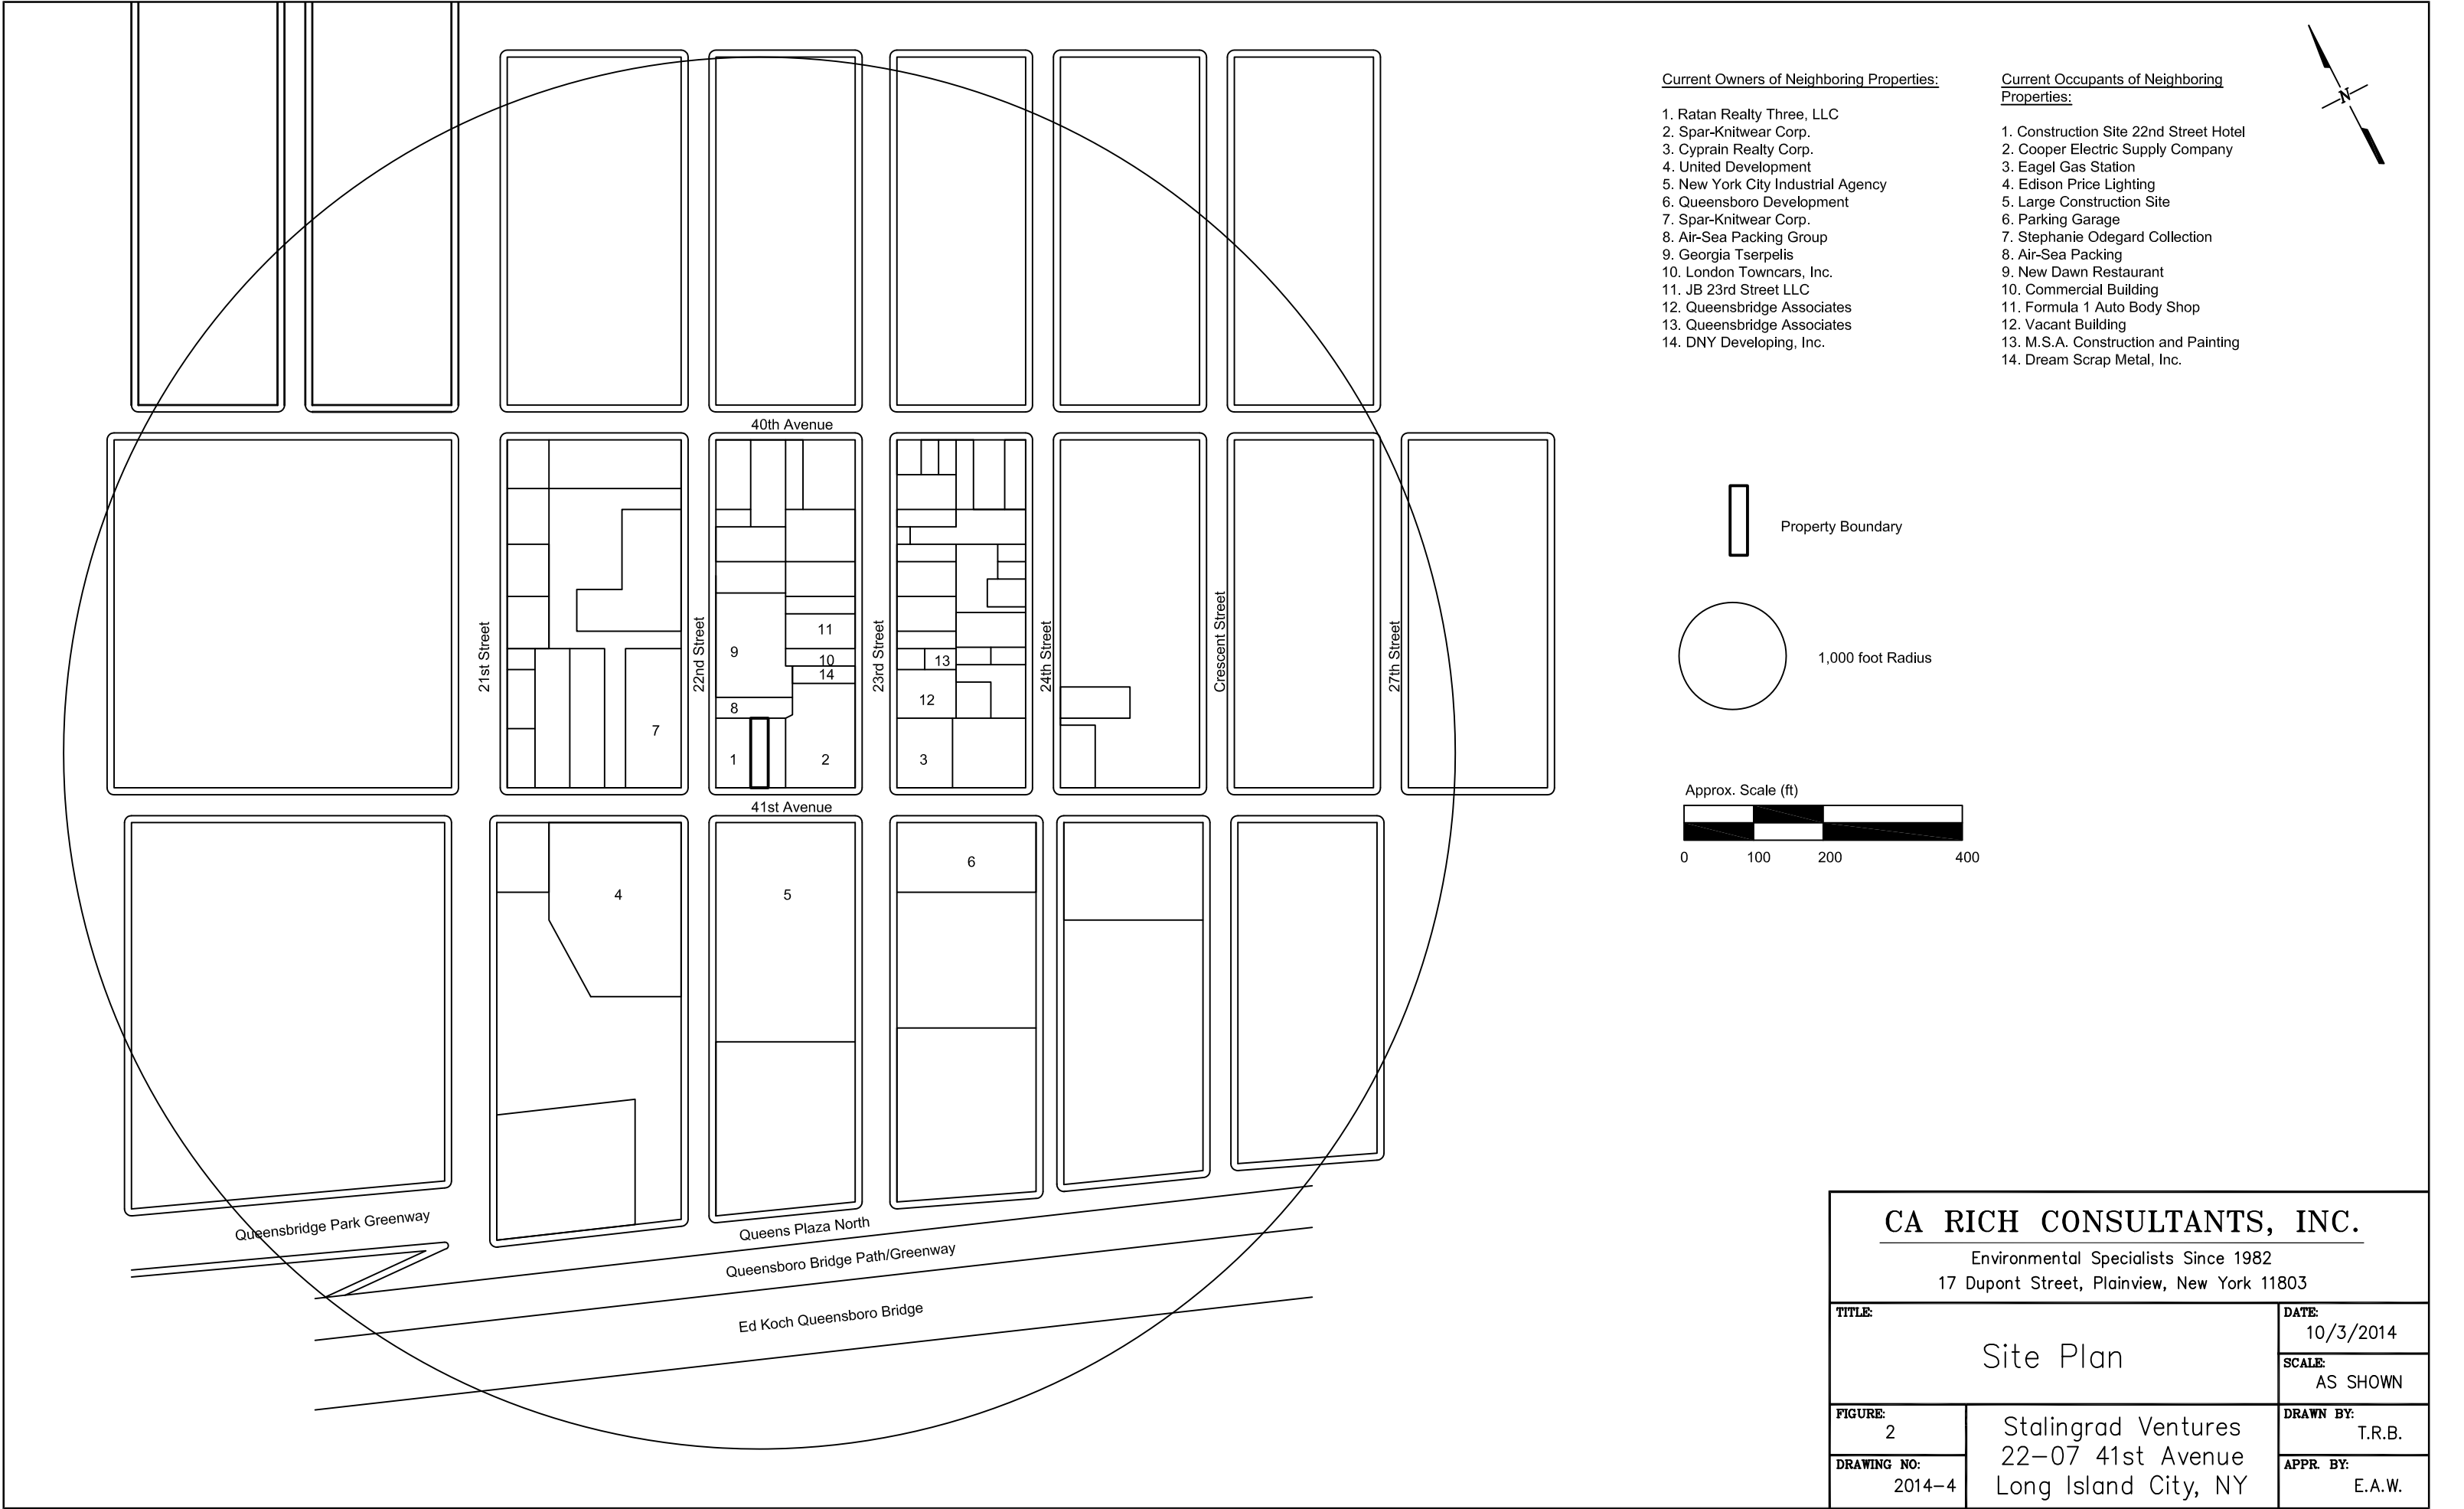 Current Owners of Neighboring Properties:
1. Ratan Realty Three, LLC
2. Spar-Knitwear Corp.
3. Cyprain Realty Corp.
4. United Development
5. New York City Industrial Agency
6. Queensboro Development
7. Spar-Knitwear Corp.
8. Air-Sea Packing Group
9. Georgia Tserpelis
10. London Towncars, Inc.
11. JB 23rd Street LLC
12. Queensbridge Associates
13. Queensbridge Associates
14. DNY Developing, Inc.
Current Occupants of Neighboring
Properties:
1. Construction Site 22nd Street Hotel
2. Cooper Electric Supply Company
3. Eagel Gas Station
4. Edison Price Lighting
5. Large Construction Site
6. Parking Garage
7. Stephanie Odegard Collection
8. Air-Sea Packing
9. New Dawn Restaurant
10. Commercial Building
11. Formula 1 Auto Body Shop
12. Vacant Building
13. M.S.A. Construction and Painting
14. Dream Scrap Metal, Inc.
N
40th Avenue
21st Street
22nd Street
23rd Street
24th Street
Crescent Street
27th Street
11
9
10
13
14
12
8
7
1
2
3
41st Avenue
4
5
6
Property Boundary
1,000 foot Radius
Approx. Scale (ft)
0 100 200 400
Queensbridge Park Greenway
Queens Plaza North
Queensboro Bridge Path/Greenway
Ed Koch Queensboro Bridge
CA RICH CONSULTANTS, INC.
Environmental Specialists Since 1982
17 Dupont Street, Plainview, New York 11803
TITLE:
Site Plan
DATE:
10/3/2014
SCALE:
AS SHOWN
FIGURE:
2
DRAWING NO:
2014-4
Stalingrad Ventures
22-07 41st Avenue
Long Island City, NY
DRAWN BY:
T.R.B.
APPR. BY:
E.A.W.